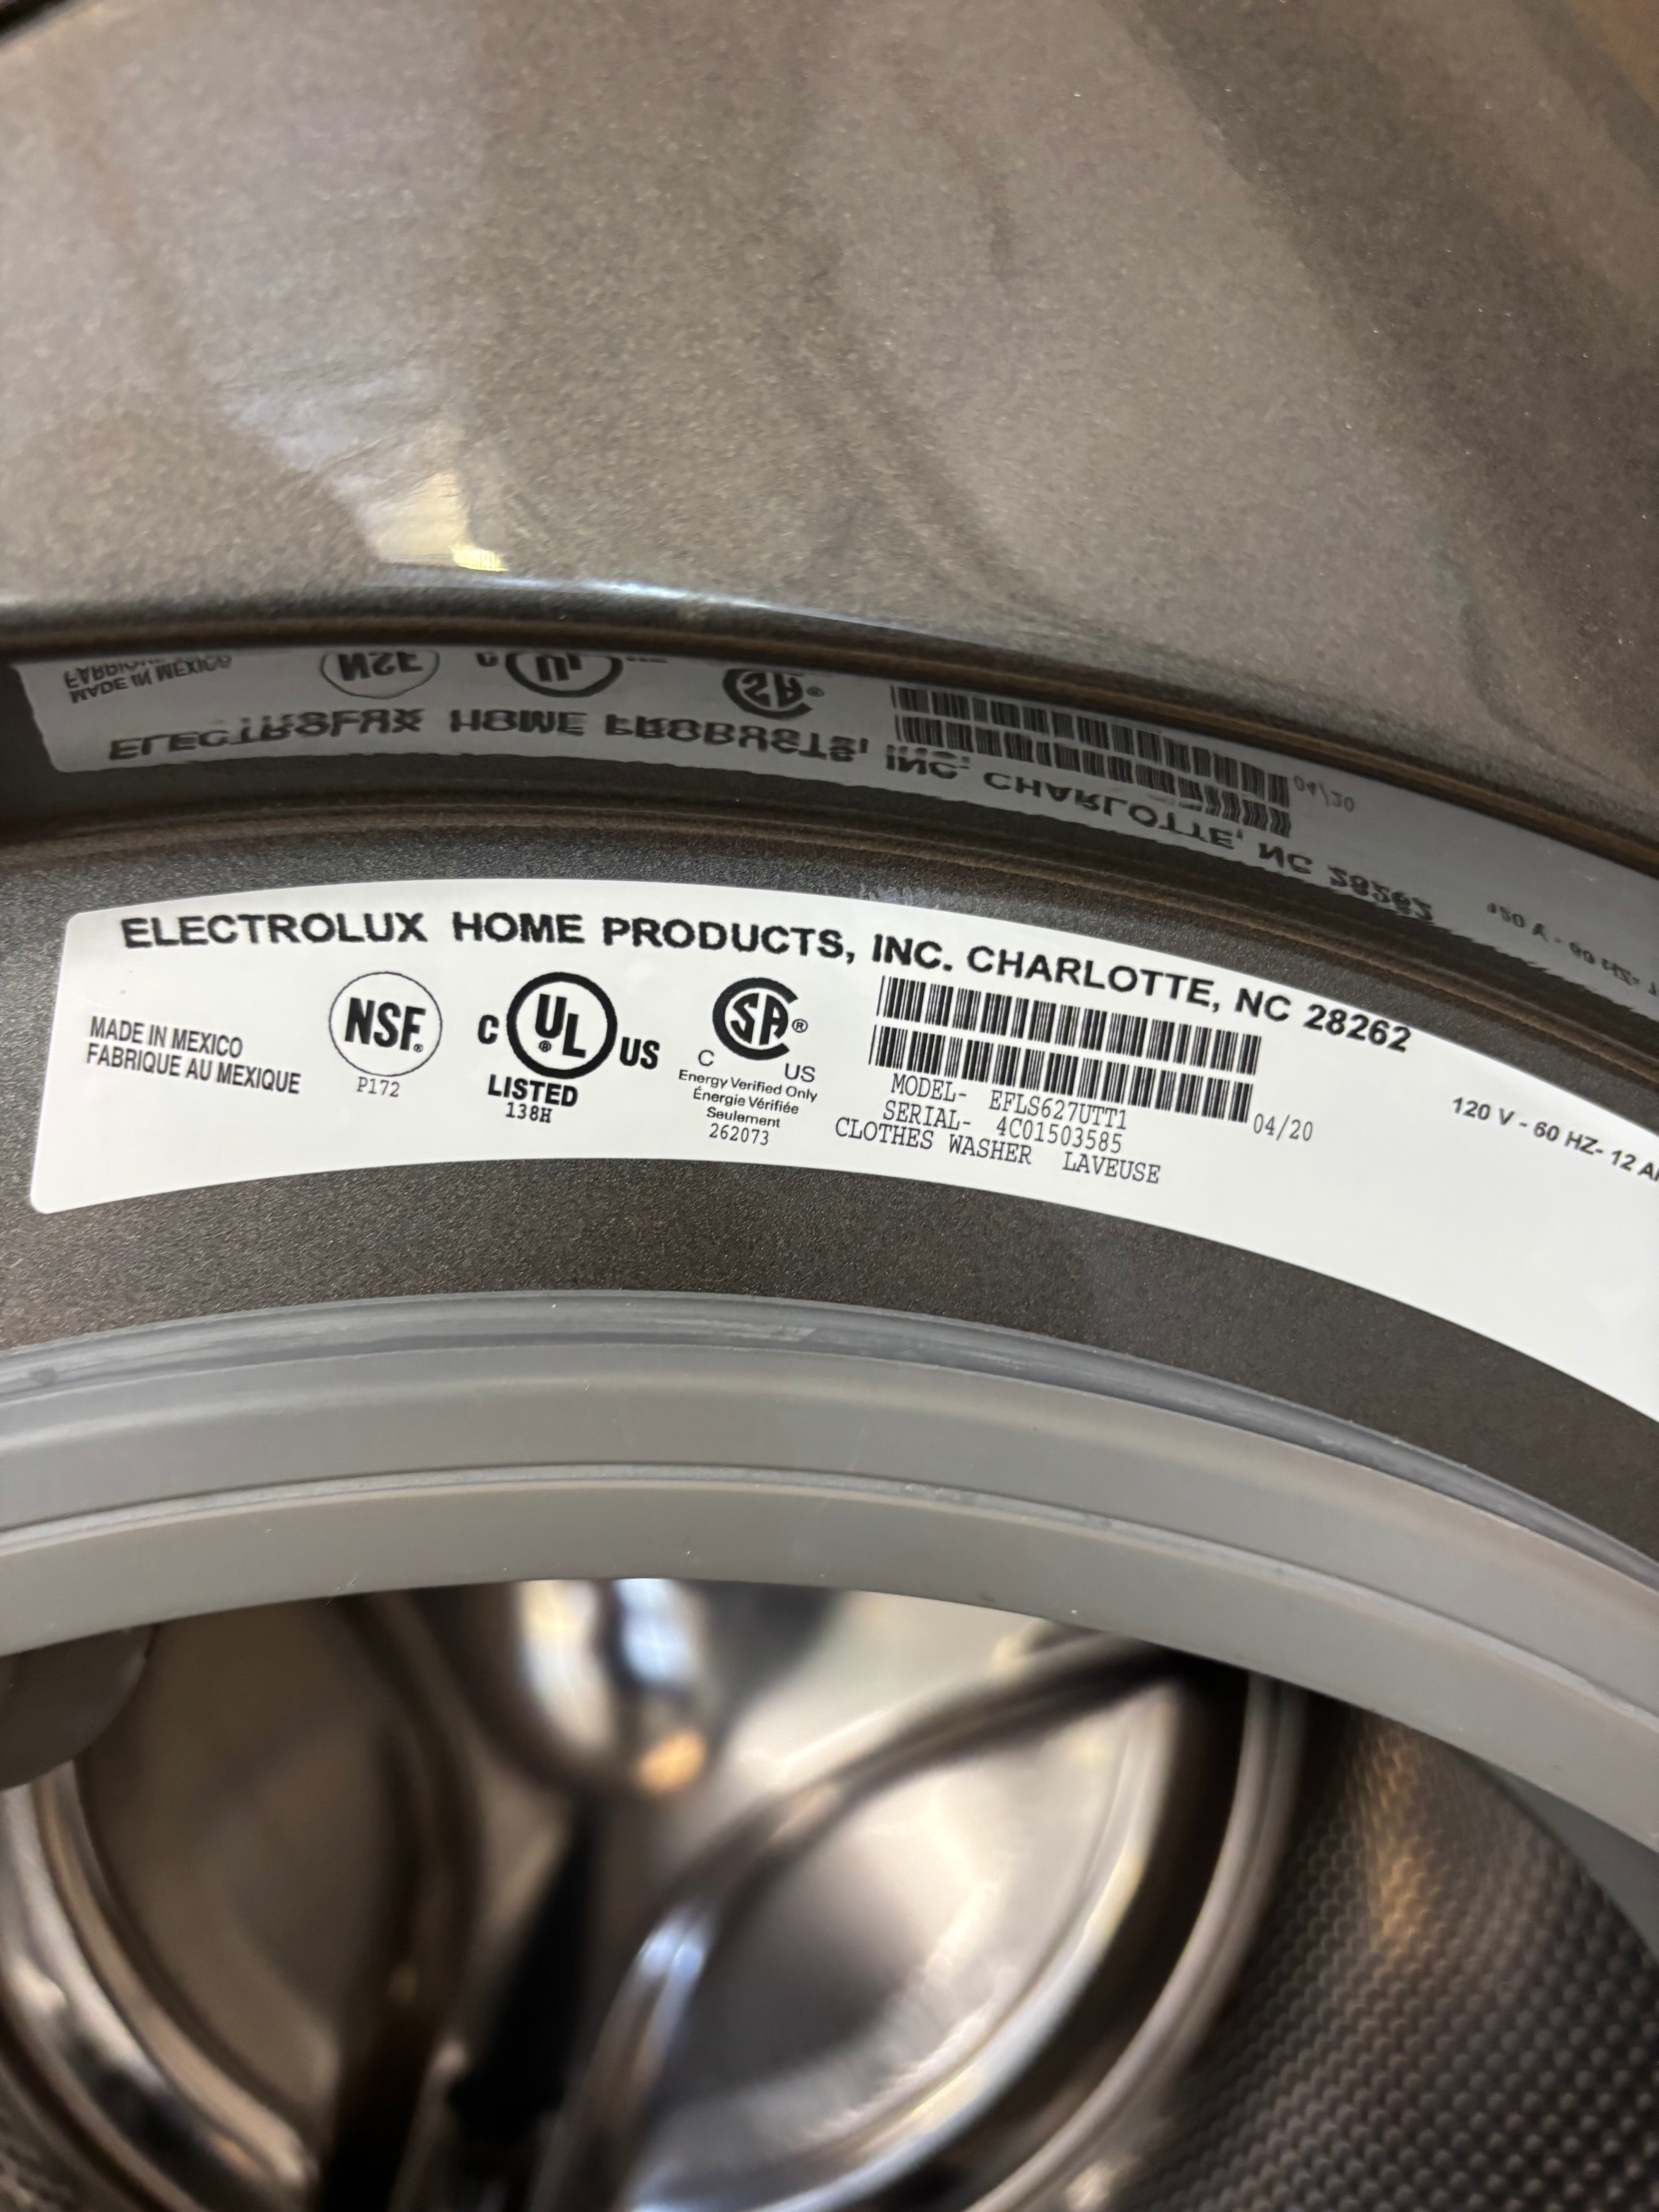 ELECTROLUX HOME PRODUCTS, INC. CHARLOTTE, NC 28262
MADE IN MEXICO
FABRIQUE AU MEXIQUE
NSF®
P172
C UL® US
LISTED
138H
SA®
C US
Energy Verified Only
Énergie Vérifiée
Seulement
262073
MODEL- EFLS627UTT1
SERIAL- 4C01503585
CLOTHES WASHER LAVEUSE
04/20
120 V - 60 HZ- 12